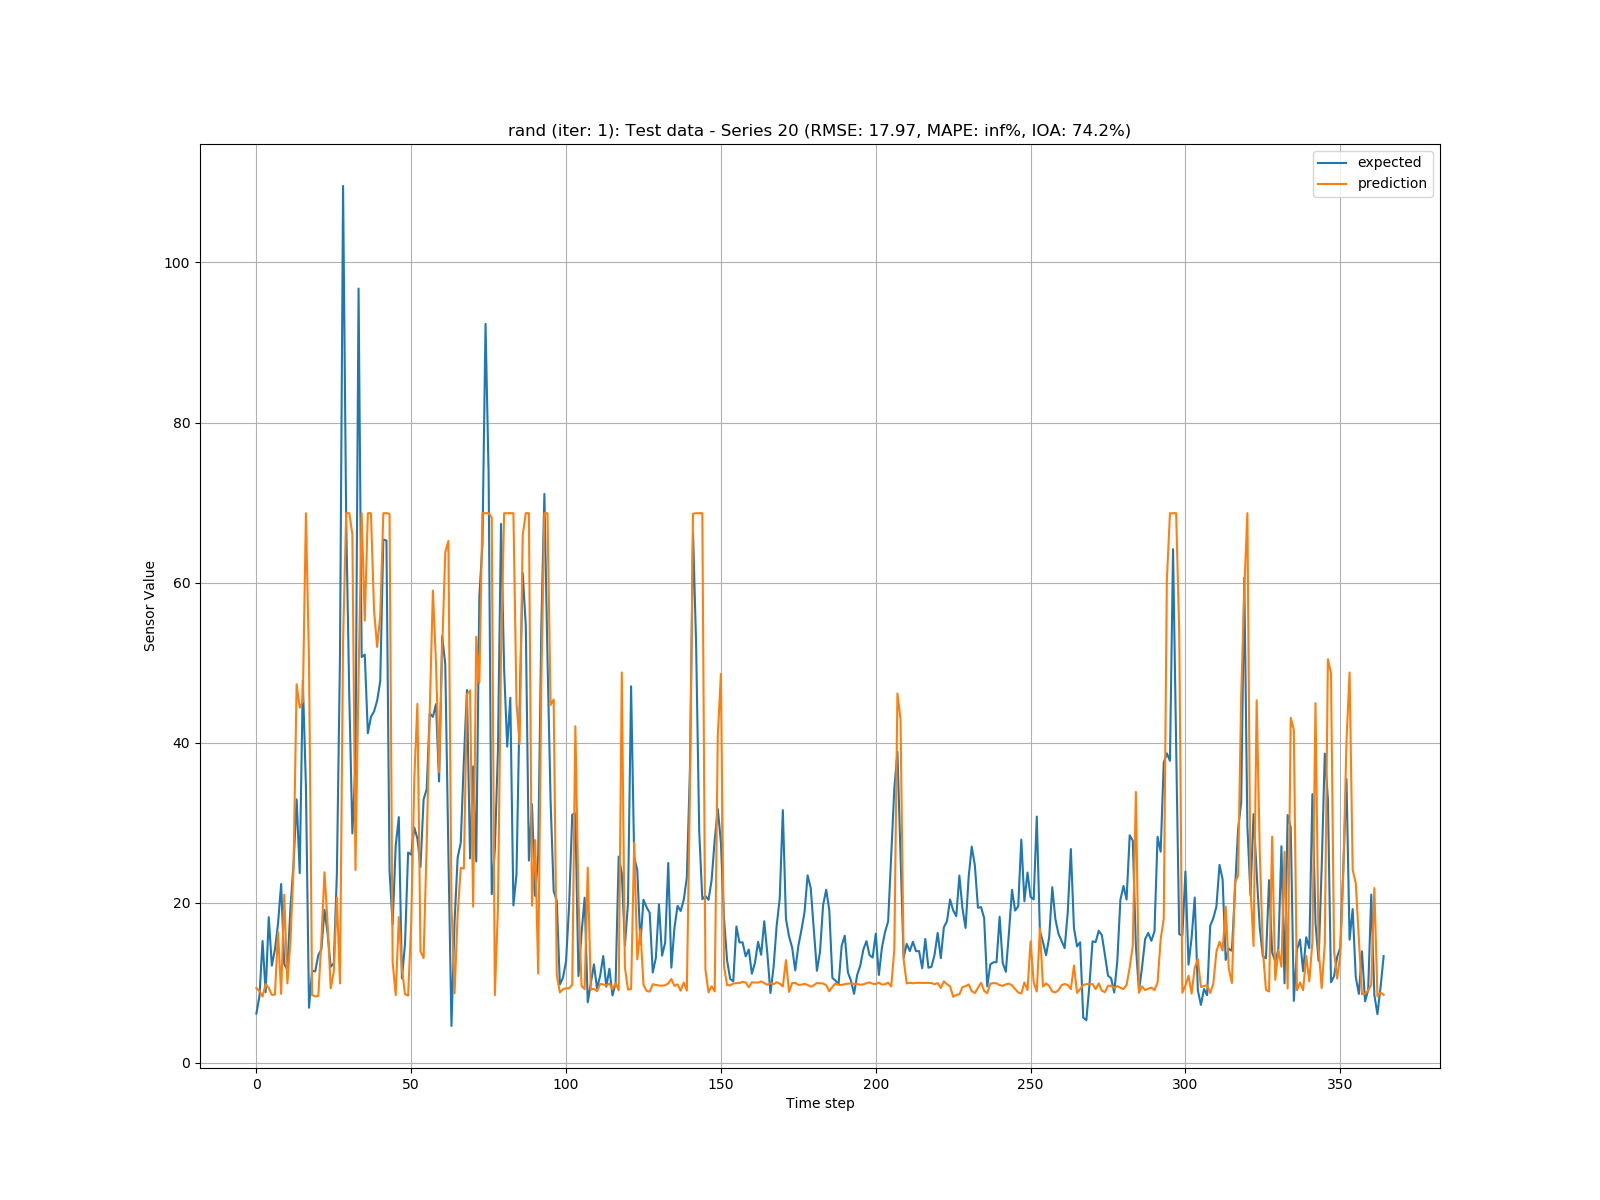 rand (iter: 1): Test data - Series 20 (RMSE: 17.97, MAPE: inf%, IOA: 74.2%)
expected
prediction
100
80
60
40
20
0
Sensor Value
0 50 100 150 200 250 300 350
Time step